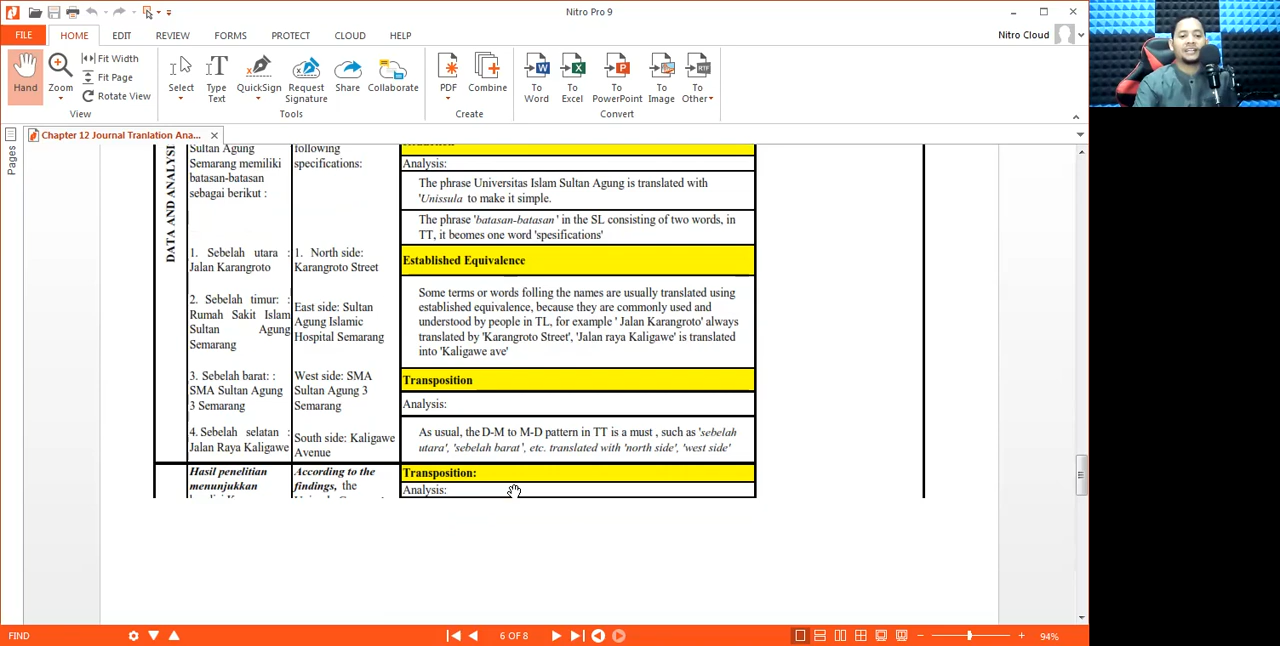 Nitro Pro 9
FILE
HOME
EDIT
REVIEW
FORMS
PROTECT
CLOUD
HELP
Nitro Cloud
Hand
Zoom
Fit Width
Fit Page
Rotate View
View
Select
Type Text
QuickSign
Request Signature
Share
Collaborate
Tools
PDF
Combine
Create
To Word
To Excel
To PowerPoint
To Image
To Other
Convert
Chapter 12 Journal Tranlation Ana...
Pages
DATA AND ANALYSI
Sultan Agung
Semarang memiliki
batasan-batasan
sebagai berikut :
following
specifications:
Analysis:
The phrase Universitas Islam Sultan Agung is translated with
'Unissula to make it simple.
The phrase 'batasan-batasan' in the SL consisting of two words, in
TT, it beomes one word 'spesifications'
1. Sebelah utara :
Jalan Karangroto
1. North side:
Karangroto Street
Established Equivalence
2. Sebelah timur: :
Rumah Sakit Islam
Sultan Agung
Semarang
East side: Sultan
Agung Islamic
Hospital Semarang
Some terms or words folling the names are usually translated using
established equivalence, because they are commonly used and
understood by people in TL, for example ' Jalan Karangroto' always
translated by 'Karangroto Street', 'Jalan raya Kaligawe' is translated
into 'Kaligawe ave'
3. Sebelah barat: :
SMA Sultan Agung
3 Semarang
West side: SMA
Sultan Agung 3
Semarang
Transposition
Analysis:
4. Sebelah selatan :
Jalan Raya Kaligawe
South side: Kaligawe
Avenue
As usual, the D-M to M-D pattern in TT is a must , such as 'sebelah
utara', 'sebelah barat', etc. translated with 'north side', 'west side'
Hasil penelitian
menunjukkan
According to the
findings, the
Transposition:
Analysis:
FIND
6 OF 8
94%